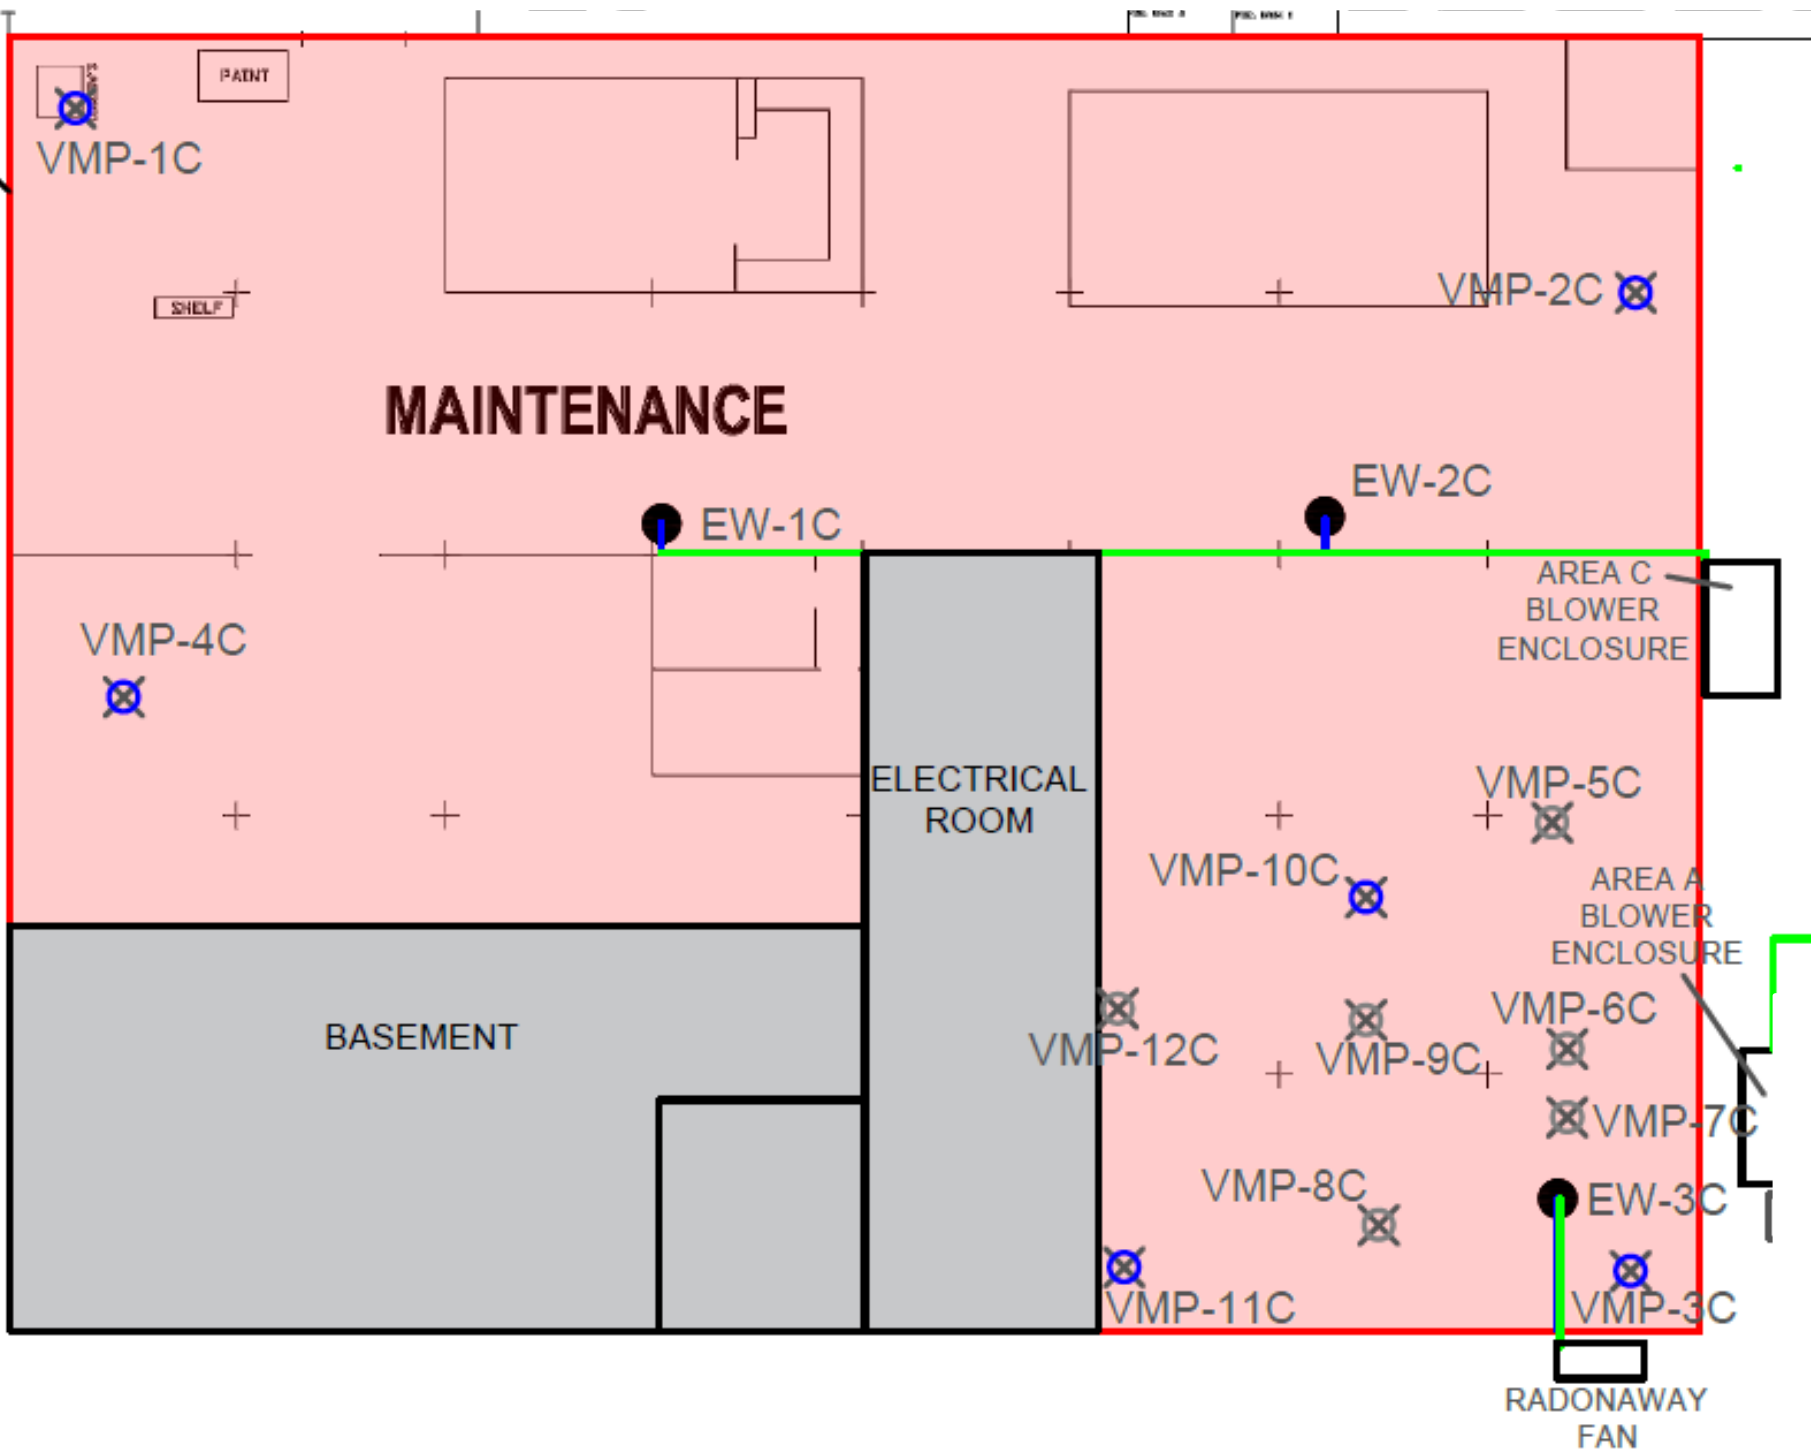 PAINT
VMP-1C
VMP-2C
SHELF
MAINTENANCE
EW-2C
EW-1C
AREA C
BLOWER
ENCLOSURE
VMP-4C
ELECTRICAL
ROOM
VMP-5C
VMP-10C
AREA A
BLOWER
ENCLOSURE
VMP-6C
BASEMENT
VMP-12C
VMP-9C
VMP-7C
VMP-8C
EW-3C
VMP-11C
VMP-3C
RADONAWAY
FAN